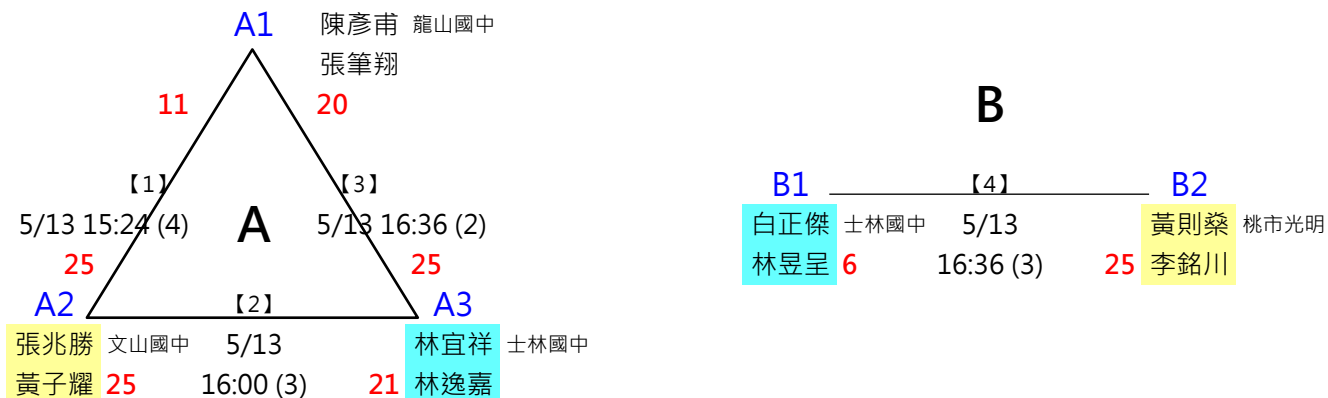 A1 陳彥甫 龍山國中
張筆翔
11 20
B
【1】 【3】
B1 【4】 B2
5/13 15:24 (4) A 5/13 16:36 (2)
白正傑 士林國中 5/13 黃則燊 桃市光明
25 25
林昱呈 6 16:36 (3) 25 李銘川
A2 【2】 A3
張兆勝 文山國中 5/13 林宜祥 士林國中
黃子耀 25 16:00 (3) 21 林逸嘉